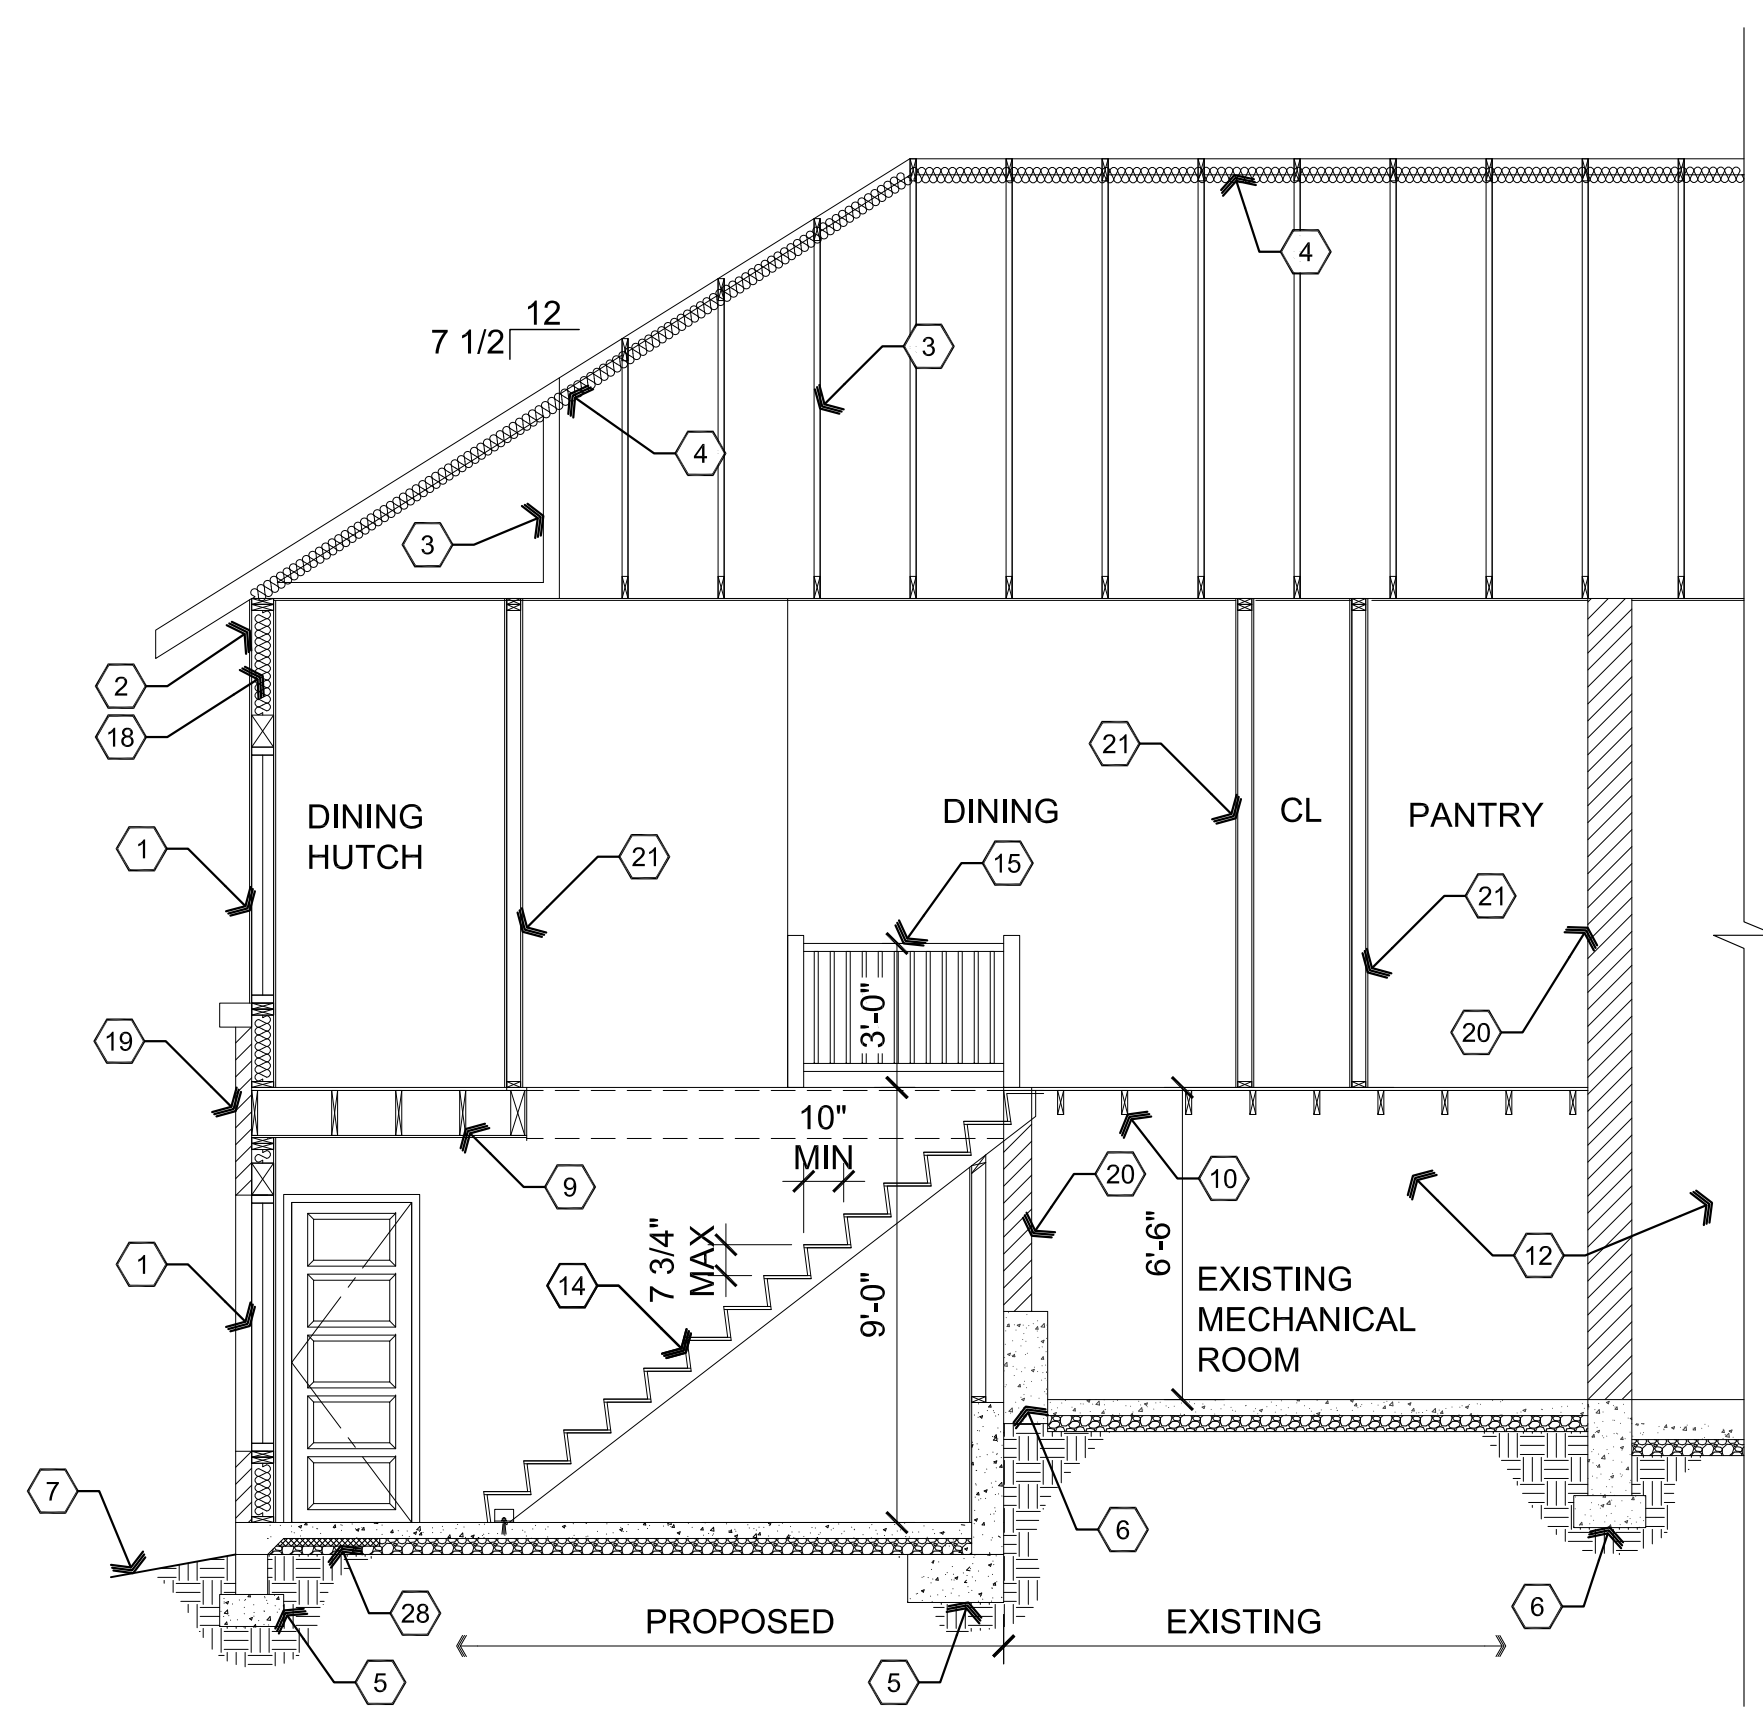 4
12
7 1/2
3
4
3
2
18
21
DINING
HUTCH
DINING
CL
PANTRY
1
21
15
21
3'-0"
19
20
10"
MIN
9
20
10
7 3/4"
MAX
6'-6"
12
1
14
9'-0"
EXISTING
MECHANICAL
ROOM
7
6
28
6
PROPOSED
EXISTING
5
5